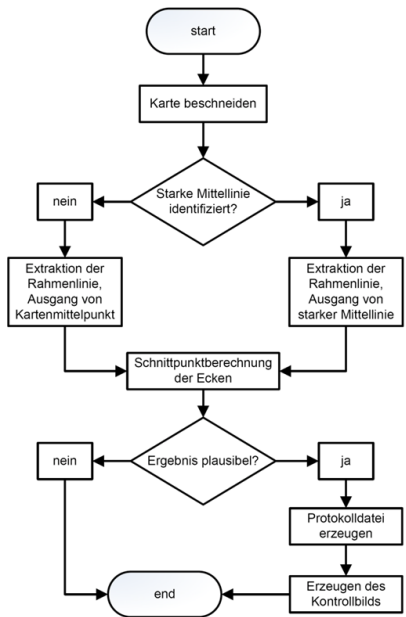 start
Karte beschneiden
Starke Mittellinie
identifiziert?
nein
ja
Extraktion der
Rahmenlinie,
Ausgang von
Kartenmittelpunkt
Extraktion der
Rahmenlinie,
Ausgang von
starker Mittellinie
Schnittpunktberechnung
der Ecken
Ergebnis plausibel?
nein
ja
Protokolldatei
erzeugen
Erzeugen des
Kontrollbilds
end